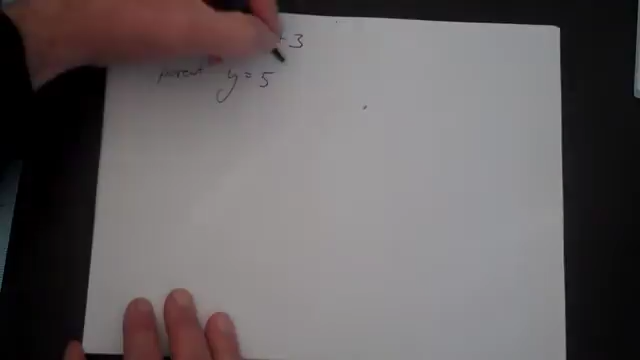 + 3
parent y = 5